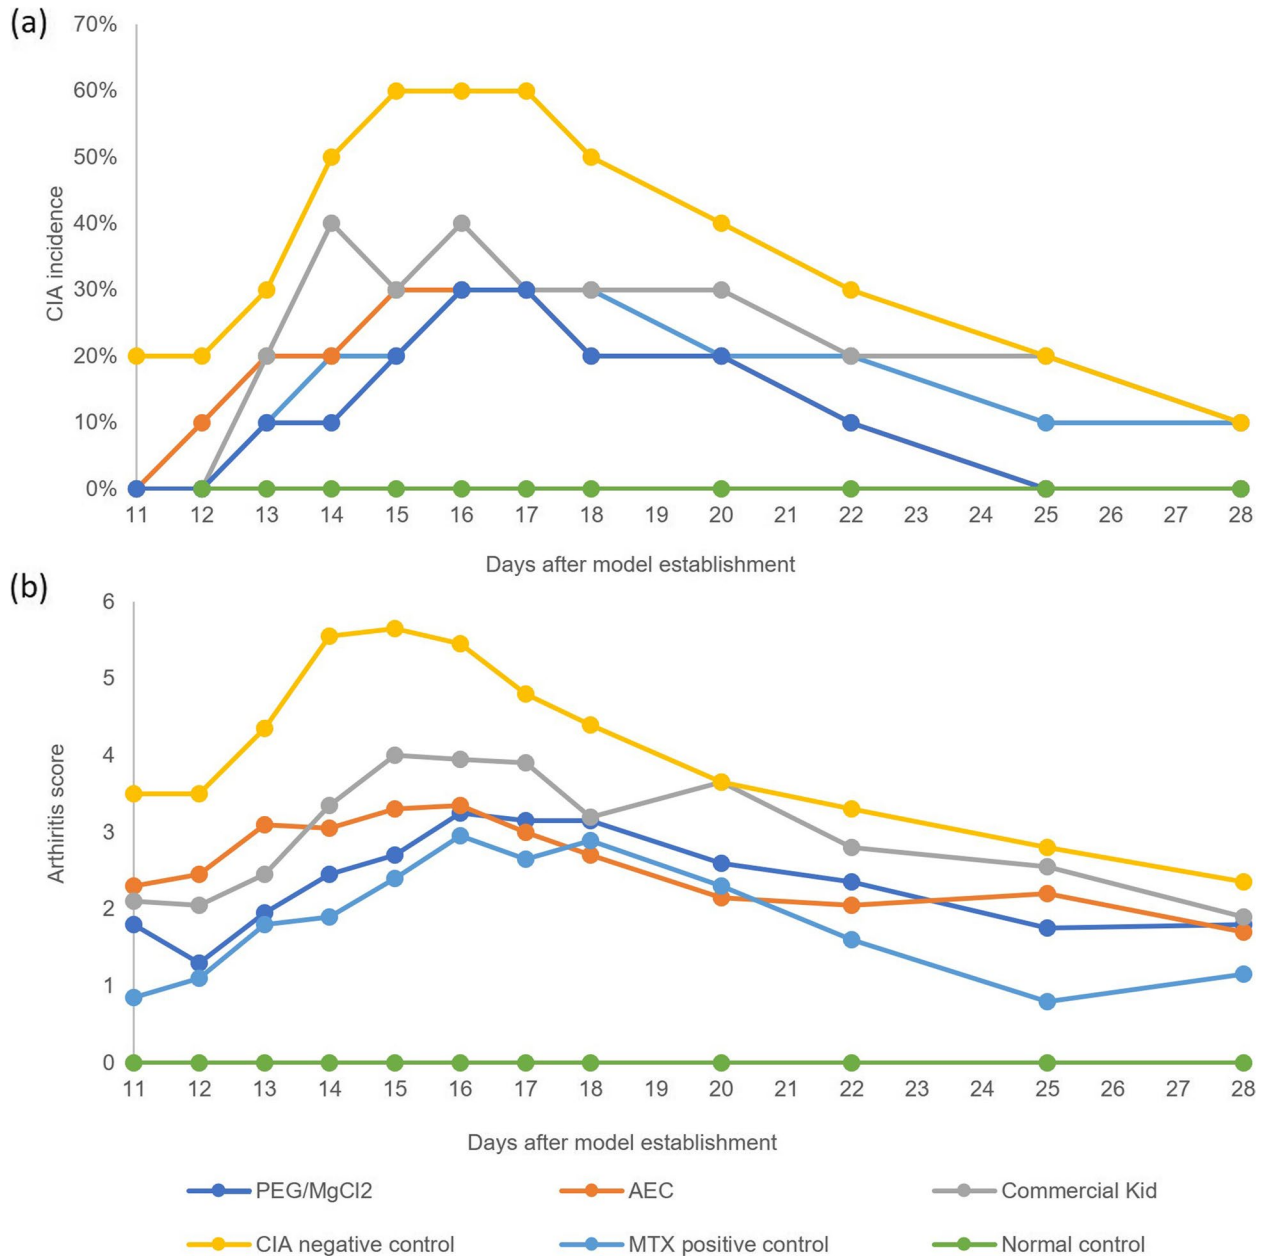 (a)
70%
60%
50%
40%
30%
20%
10%
0%
CIA incidence
11 12 13 14 15 16 17 18 19 20 21 22 23 24 25 26 27 28
Days after model establishment
(b)
6
5
4
3
2
1
0
Arthiritis score
11 12 13 14 15 16 17 18 19 20 21 22 23 24 25 26 27 28
Days after model establishment
PEG/MgCl2 AEC Commercial Kid
CIA negative control MTX positive control Normal control